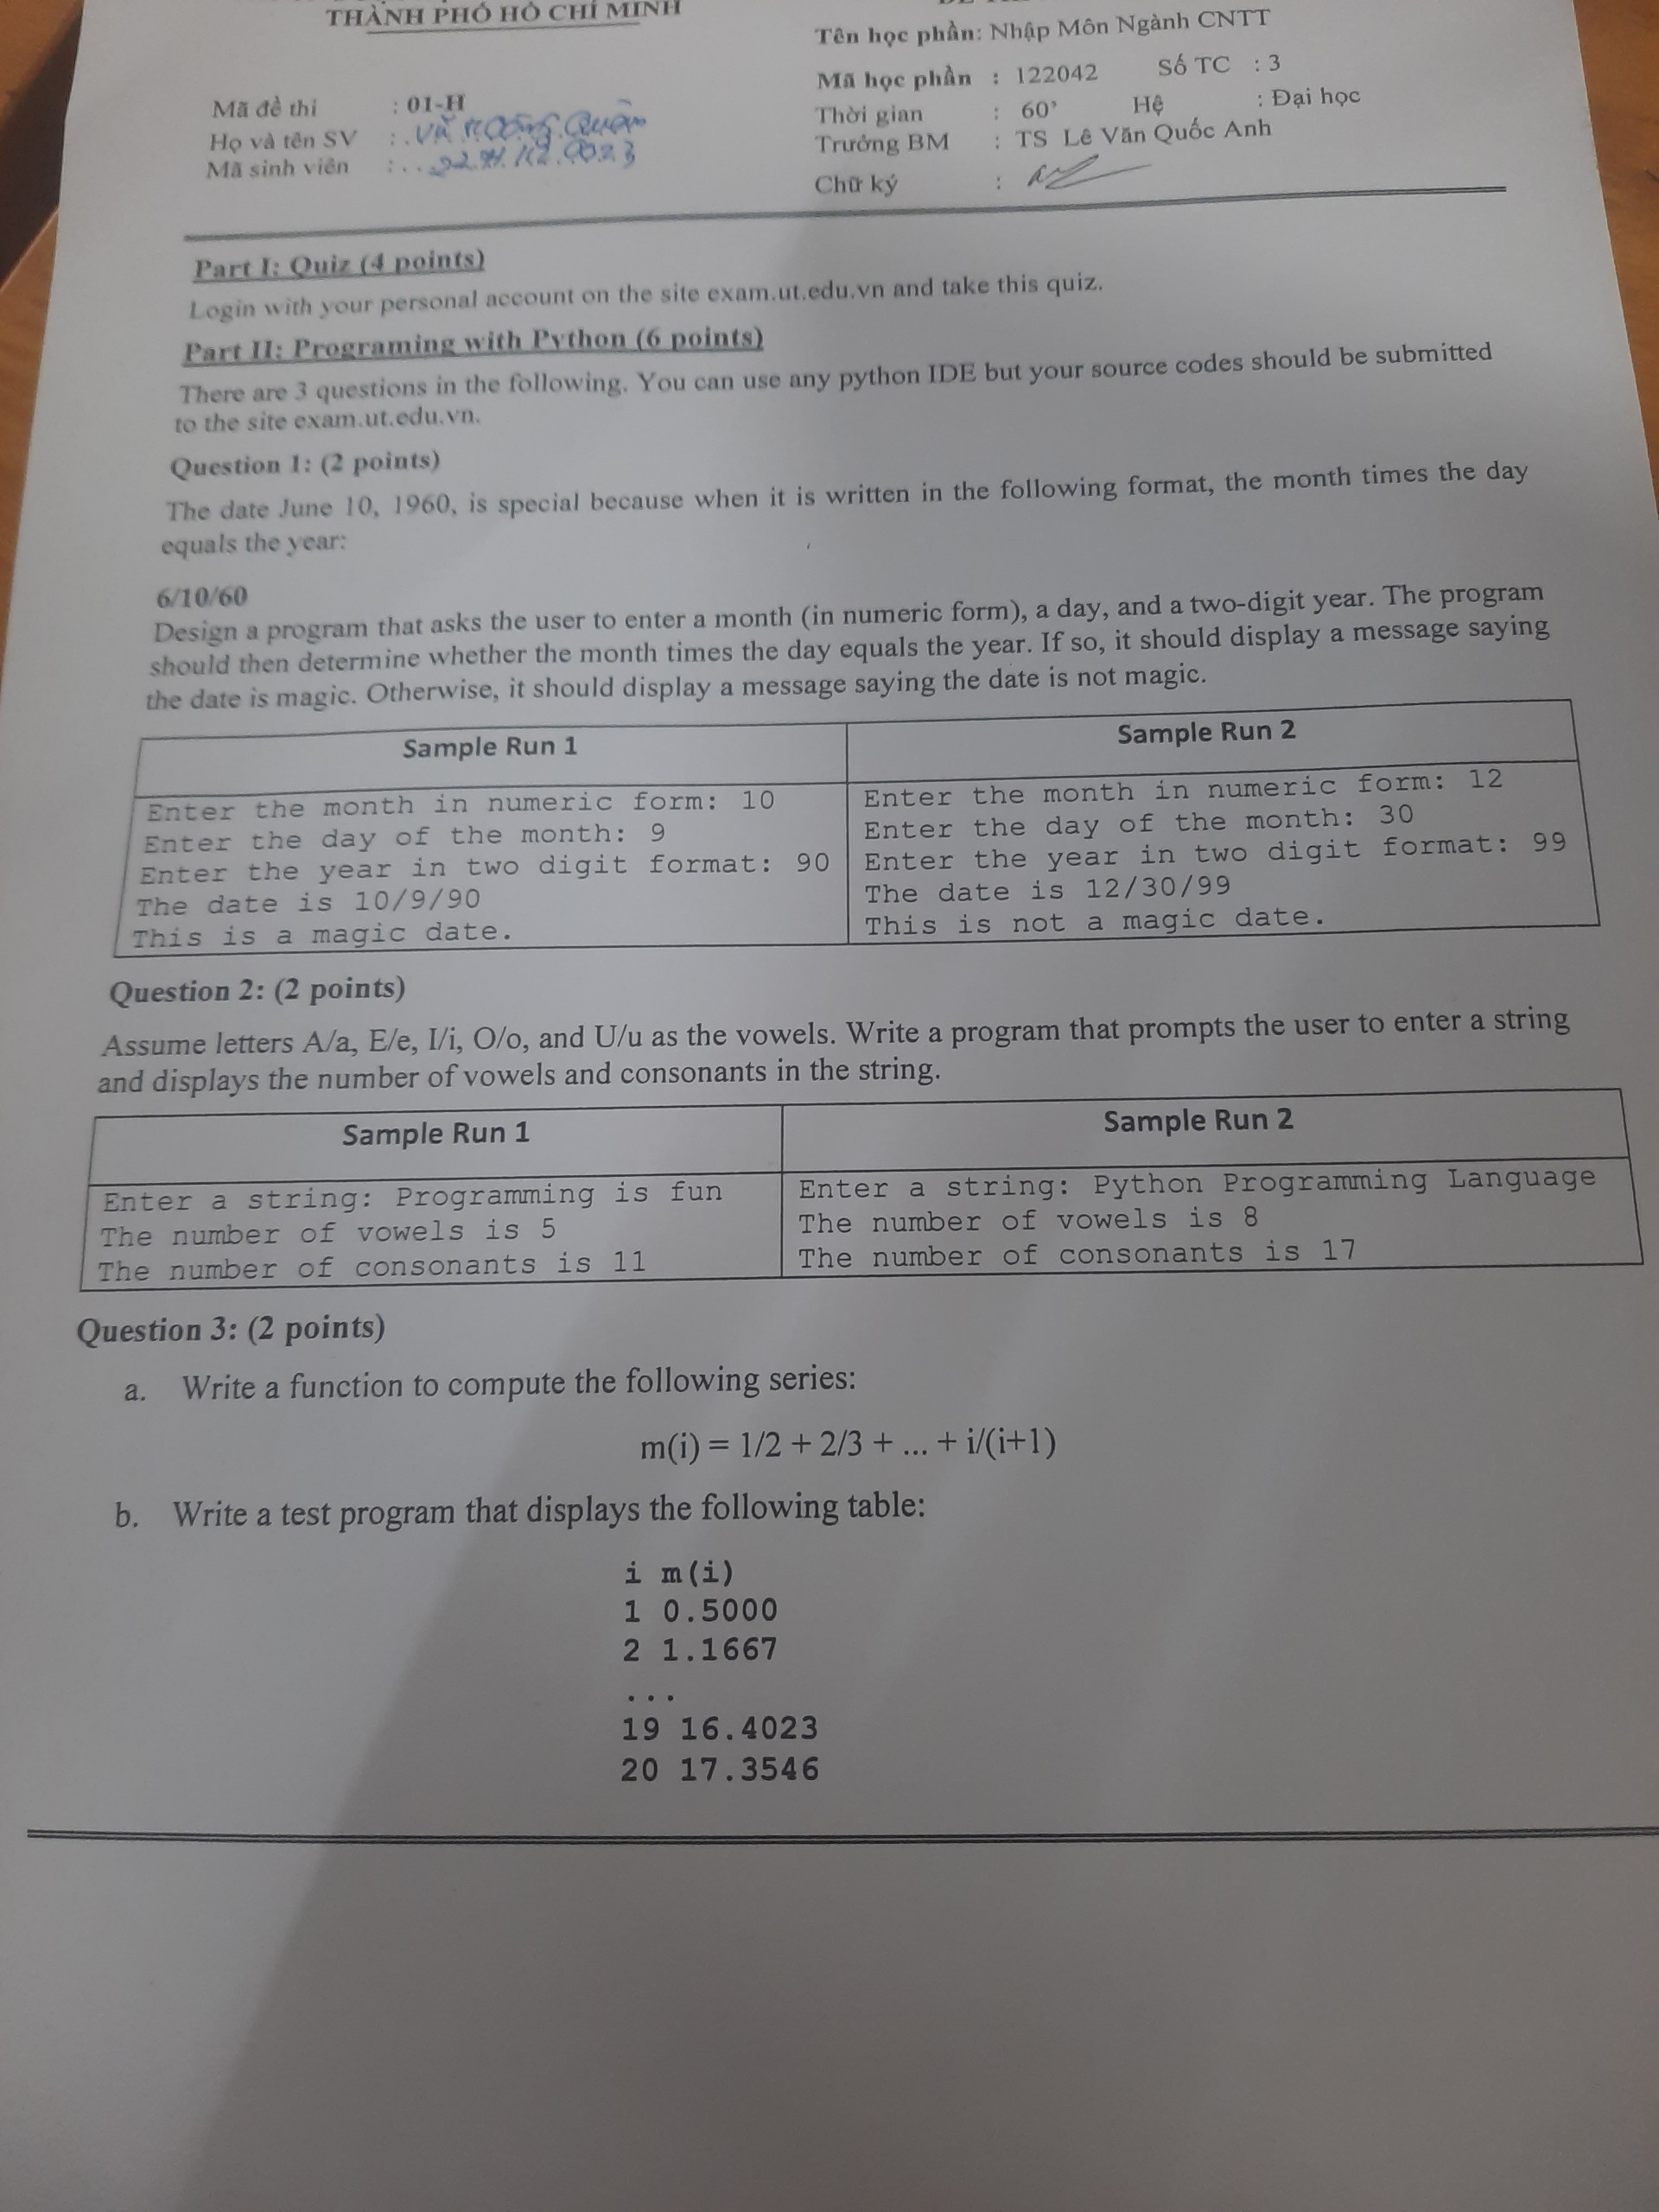 THÀNH PHỐ HỒ CHÍ MINH
Tên học phần: Nhập Môn Ngành CNTT
Mã học phần : 122042 Số TC : 3
Mã đề thi : 01-H
Thời gian : 60' Hệ : Đại học
Họ và tên SV :
Trưởng BM : TS Lê Văn Quốc Anh
Mã sinh viên :
Chữ ký :
Part I: Quiz (4 points)
Login with your personal account on the site exam.ut.edu.vn and take this quiz.
Part II: Programing with Python (6 points)
There are 3 questions in the following. You can use any python IDE but your source codes should be submitted
to the site exam.ut.edu.vn.
Question 1: (2 points)
The date June 10, 1960, is special because when it is written in the following format, the month times the day
equals the year:
6/10/60
Design a program that asks the user to enter a month (in numeric form), a day, and a two-digit year. The program
should then determine whether the month times the day equals the year. If so, it should display a message saying
the date is magic. Otherwise, it should display a message saying the date is not magic.
Sample Run 1
Enter the month in numeric form: 10
Enter the day of the month: 9
Enter the year in two digit format: 90
The date is 10/9/90
This is a magic date.
Sample Run 2
Enter the month in numeric form: 12
Enter the day of the month: 30
Enter the year in two digit format: 99
The date is 12/30/99
This is not a magic date.
Question 2: (2 points)
Assume letters A/a, E/e, I/i, O/o, and U/u as the vowels. Write a program that prompts the user to enter a string
and displays the number of vowels and consonants in the string.
Sample Run 1
Enter a string: Programming is fun
The number of vowels is 5
The number of consonants is 11
Sample Run 2
Enter a string: Python Programming Language
The number of vowels is 8
The number of consonants is 17
Question 3: (2 points)
a. Write a function to compute the following series:
m(i) = 1/2 + 2/3 + ... + i/(i+1)
b. Write a test program that displays the following table:
i m(i)
1 0.5000
2 1.1667
...
19 16.4023
20 17.3546